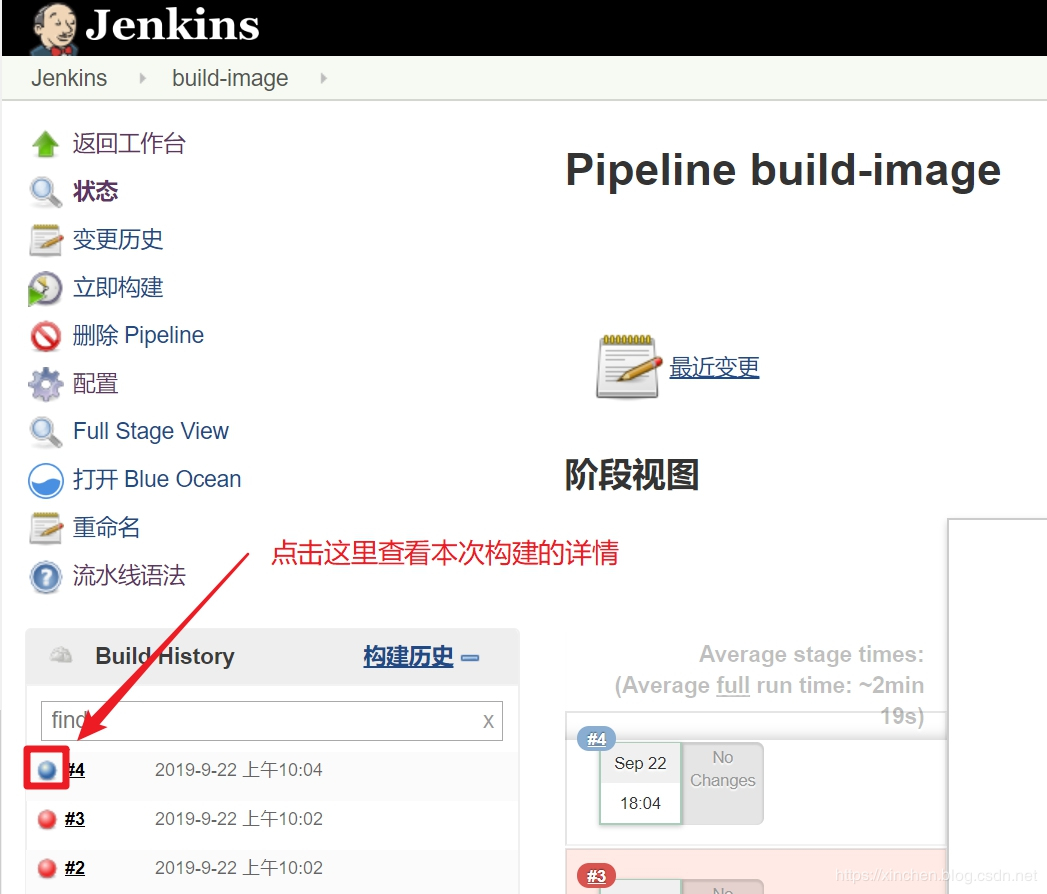 Jenkins
Jenkins
build-image
返回工作台
状态
变更历史
立即构建
删除 Pipeline
配置
Full Stage View
打开 Blue Ocean
重命名
流水线语法
Pipeline build-image
最近变更
阶段视图
点击这里查看本次构建的详情
Build History
构建历史
find
x
#4
2019-9-22 上午10:04
#3
2019-9-22 上午10:02
#2
2019-9-22 上午10:02
Average stage times:
(Average full run time: ~2min
19s)
#4
Sep 22
18:04
No
Changes
#3
No
https://xinchen.blog.csdn.net